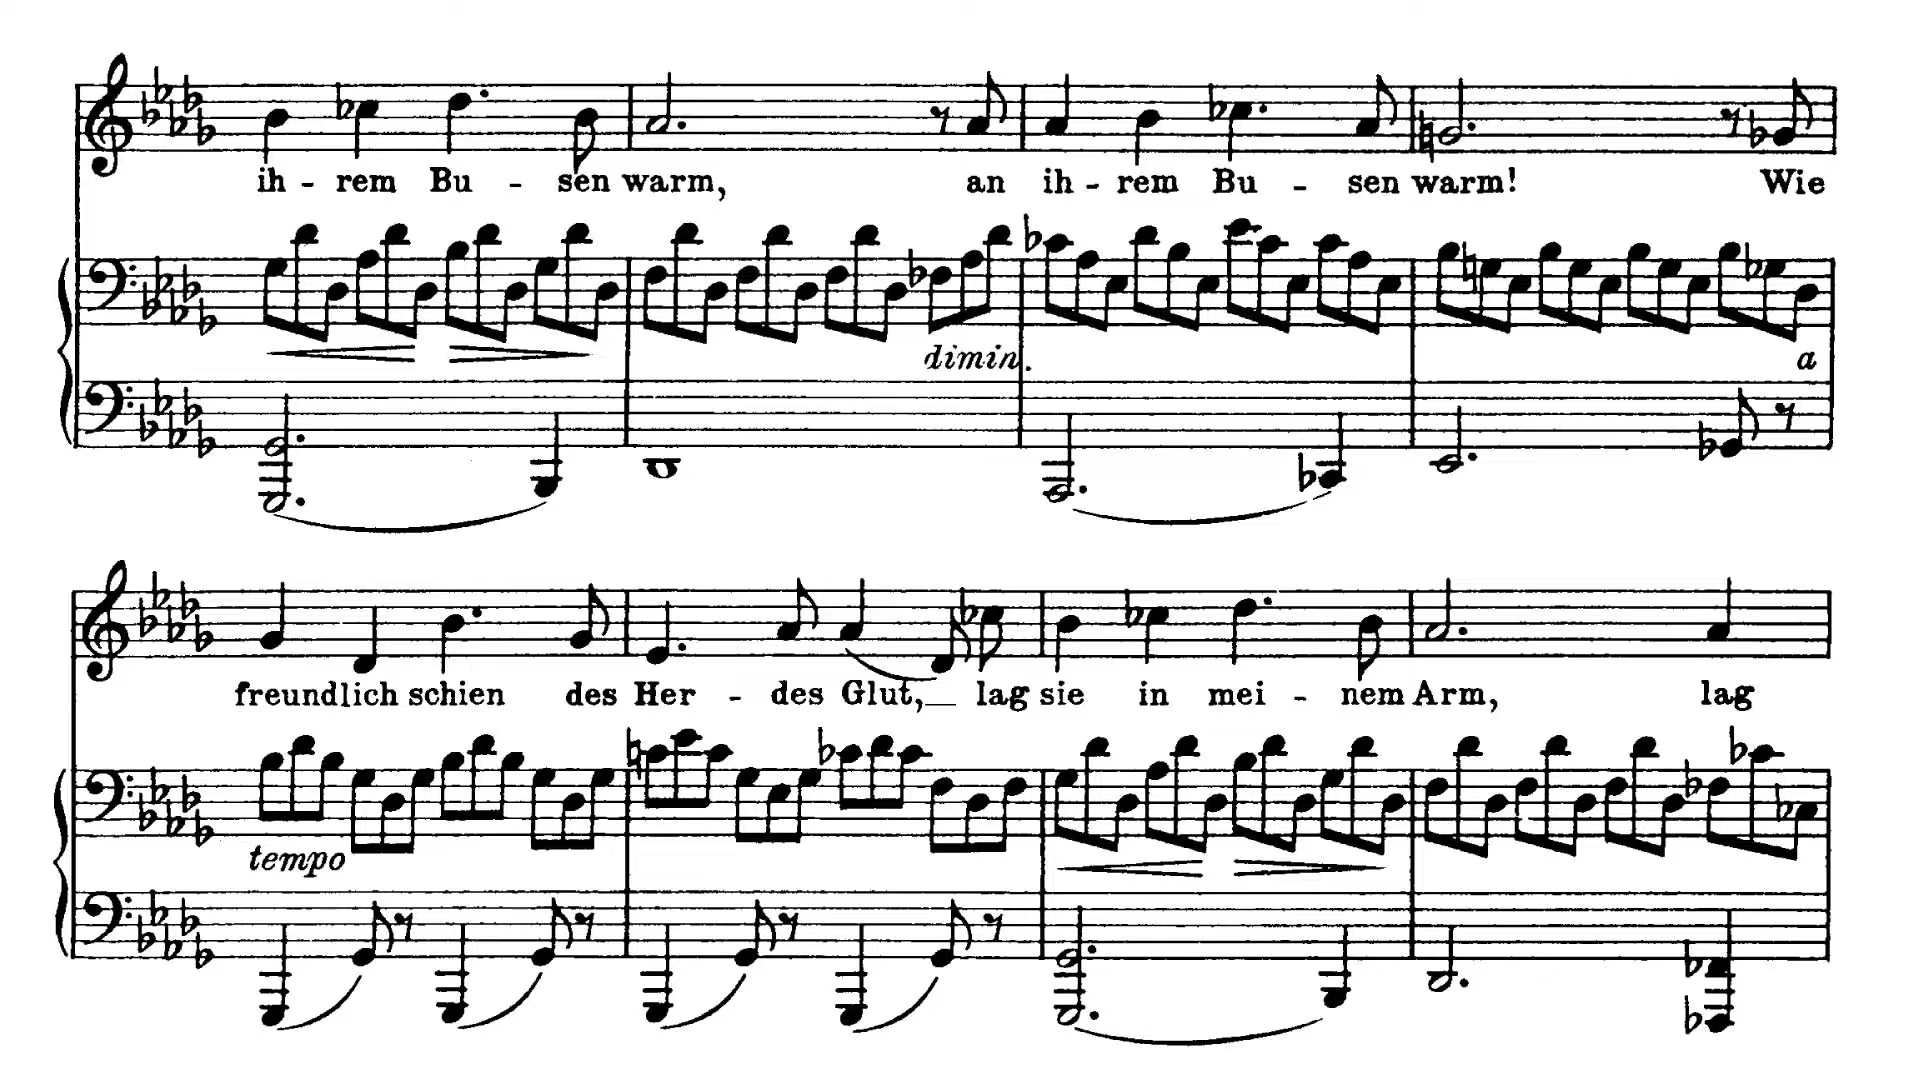 ih - rem Bu - sen warm, an ih - rem Bu - sen warm! Wie
dimin. a
freundlich schien des Her - des Glut,_ lag sie in mei - nem Arm, lag
tempo